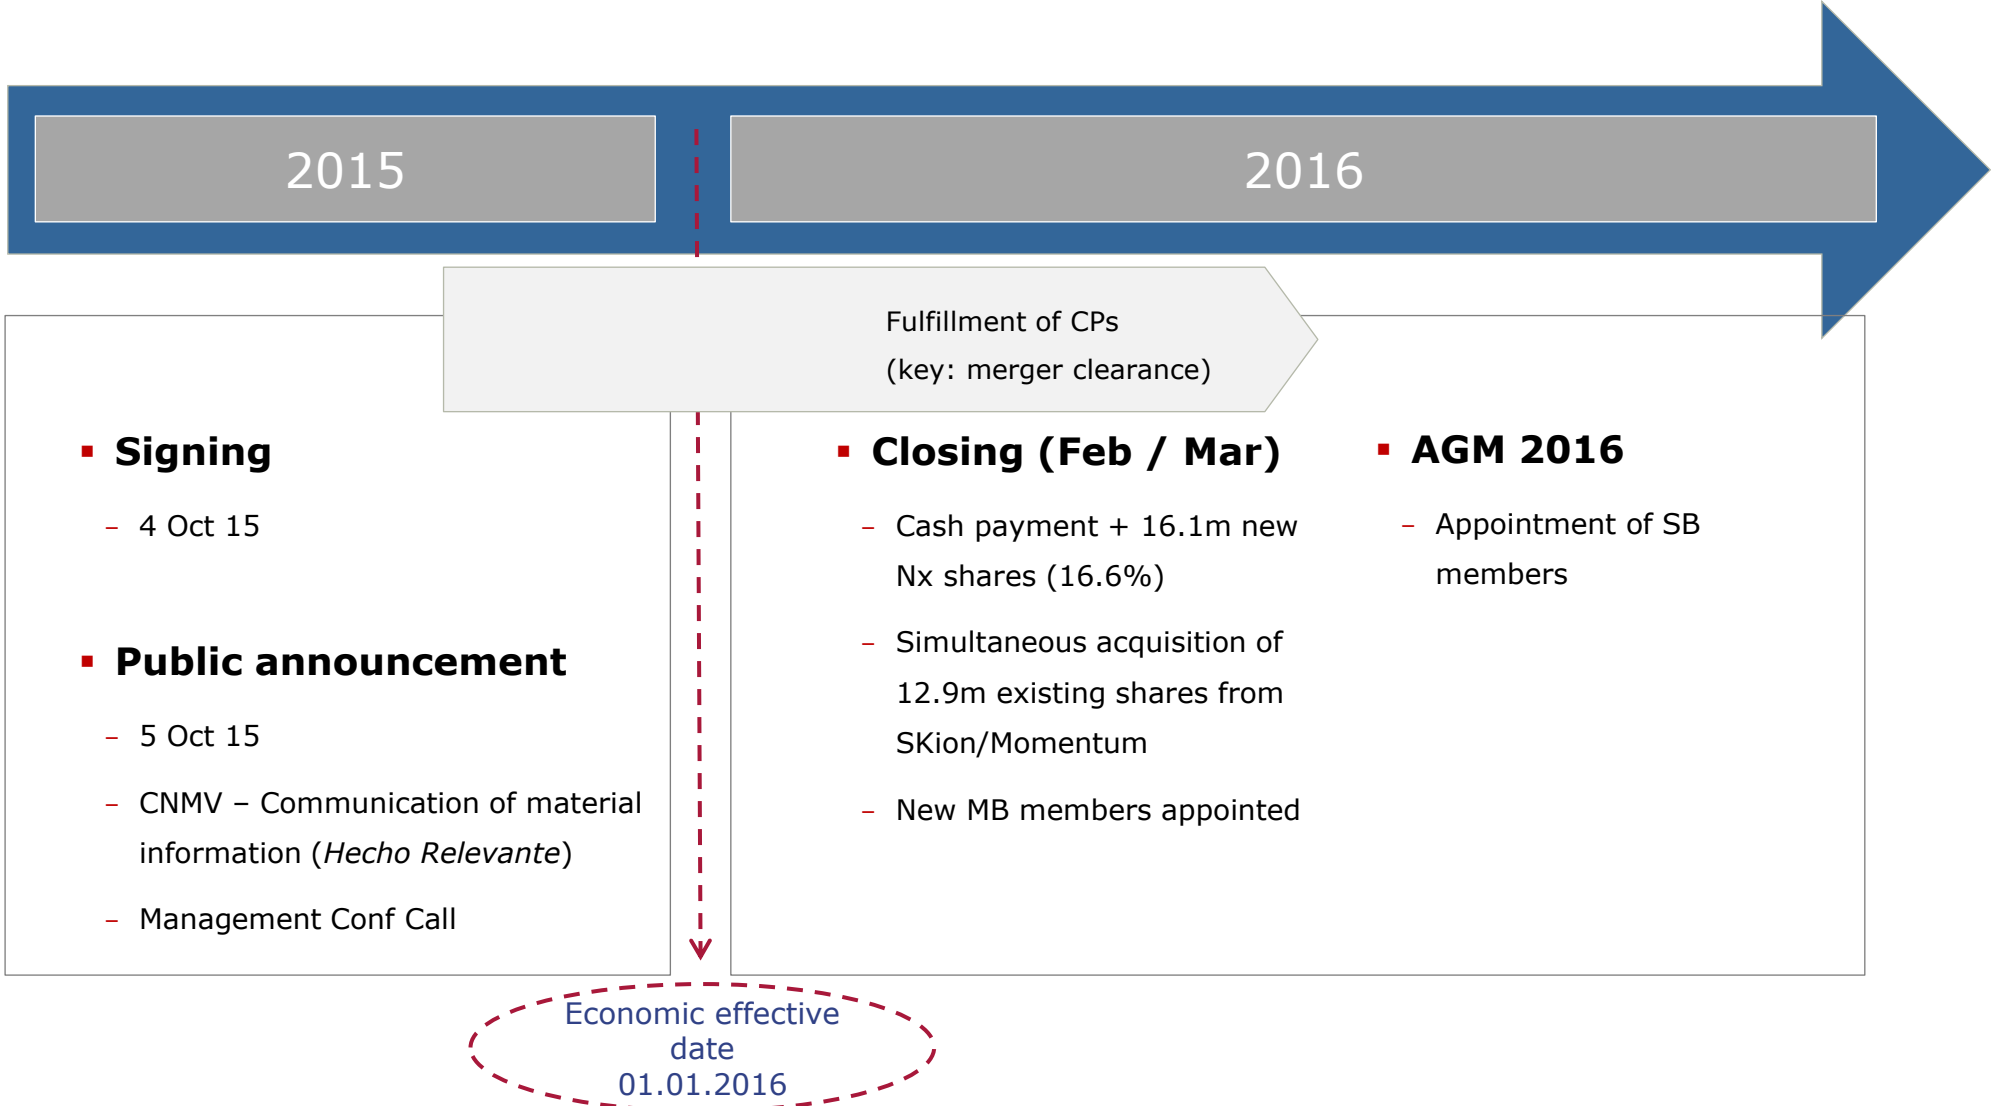 2015
2016
Fulfillment of CPs
(key: merger clearance)
▪ Signing
– 4 Oct 15
▪ Public announcement
– 5 Oct 15
– CNMV – Communication of material
information (Hecho Relevante)
– Management Conf Call
▪ Closing (Feb / Mar)
– Cash payment + 16.1m new
Nx shares (16.6%)
– Simultaneous acquisition of
12.9m existing shares from
SKion/Momentum
– New MB members appointed
▪ AGM 2016
– Appointment of SB
members
Economic effective
date
01.01.2016